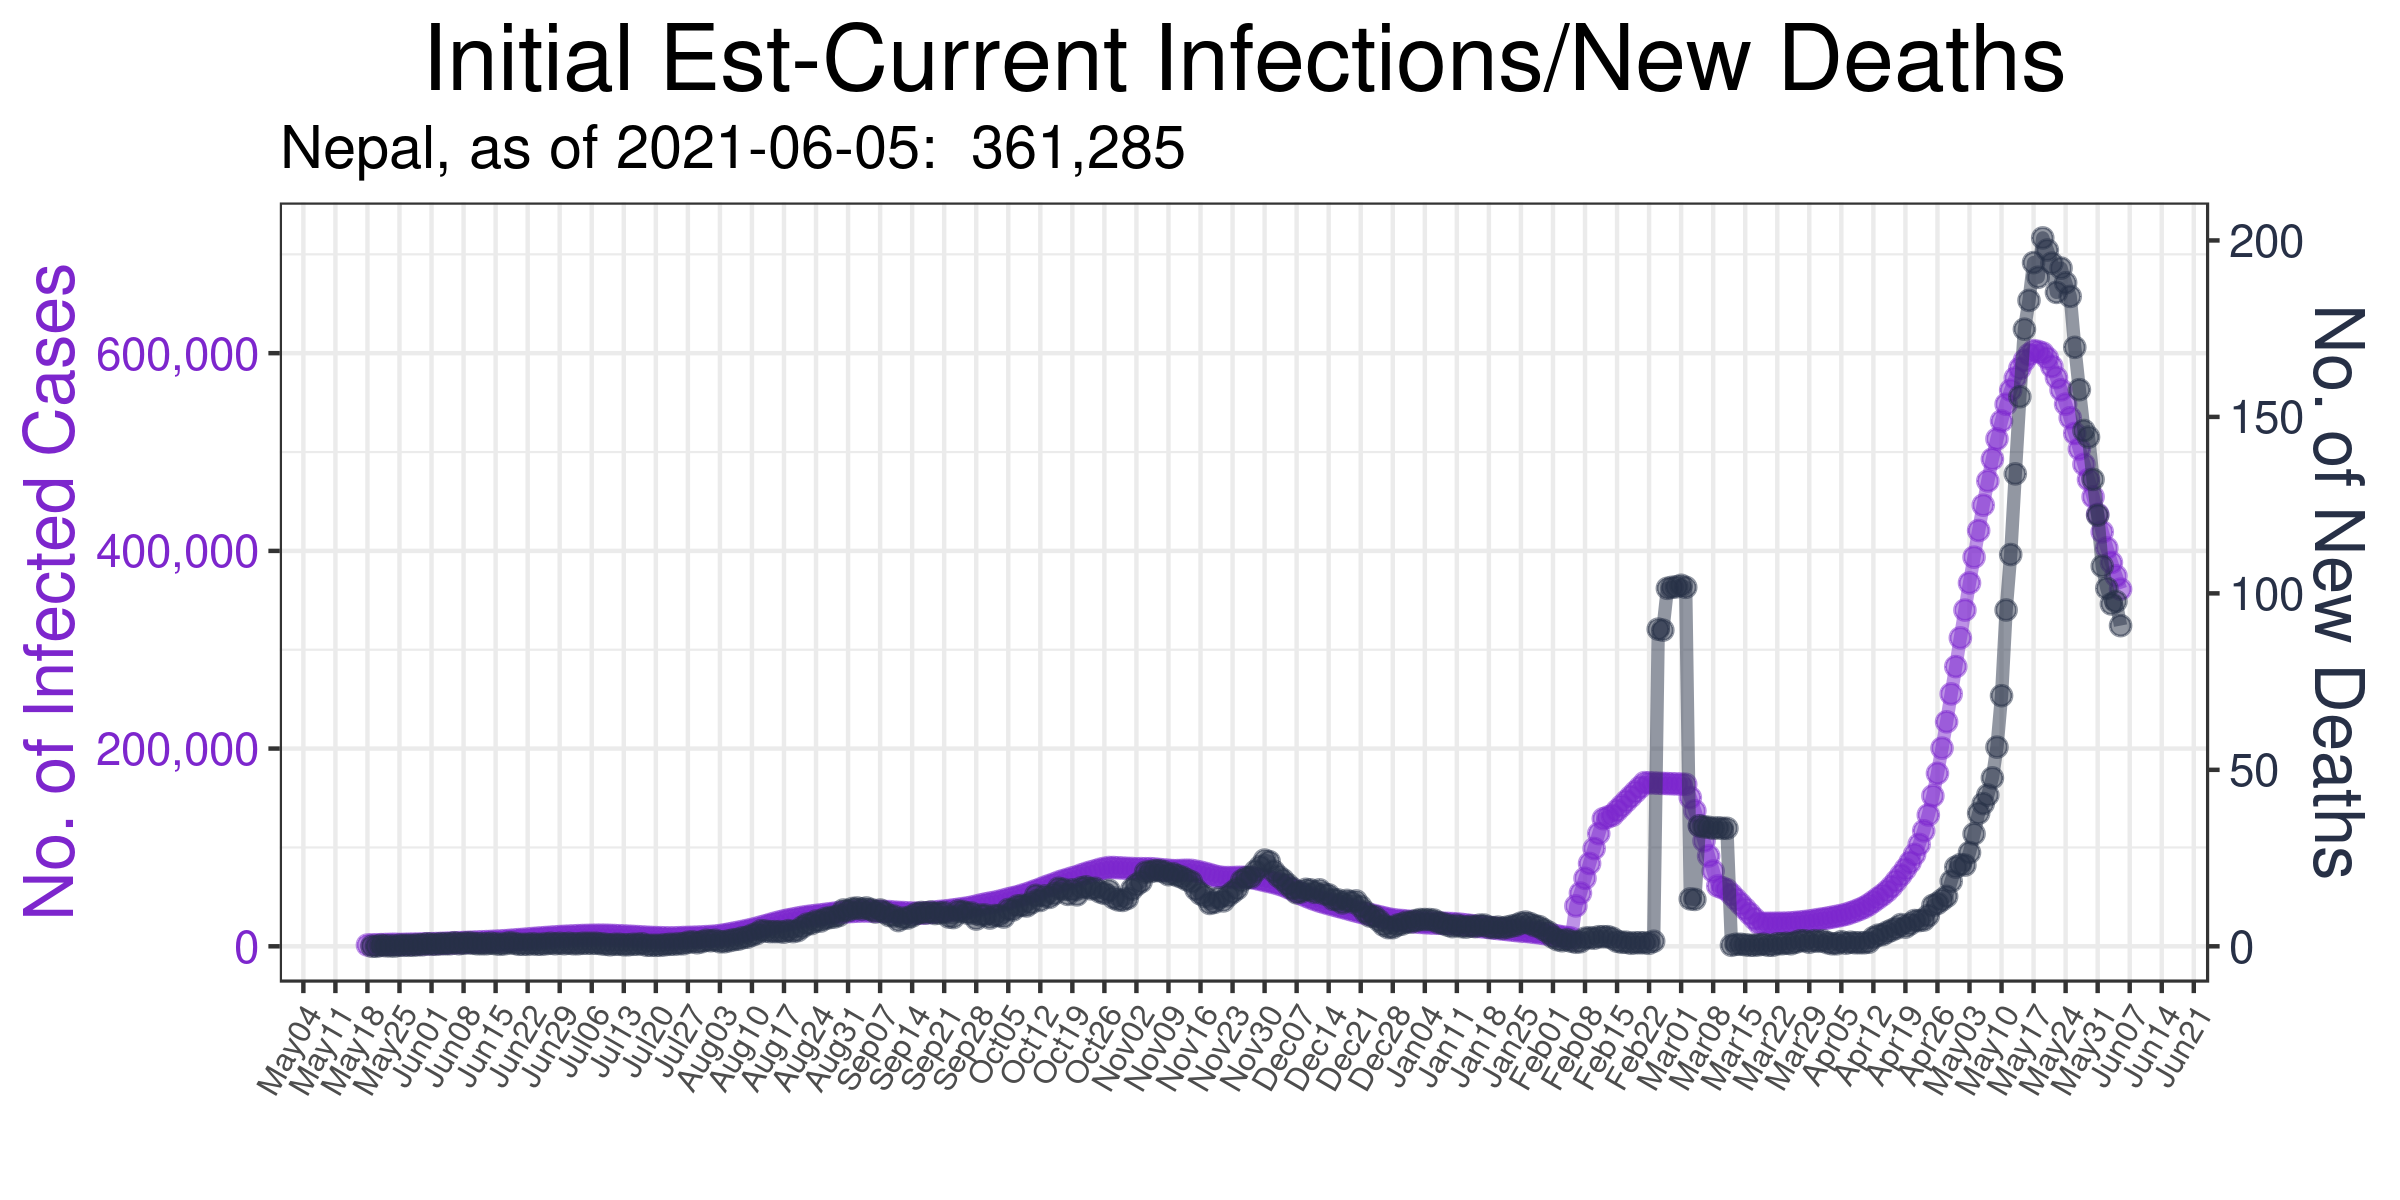 Initial Est-Current Infections/New Deaths
Nepal, as of 2021-06-05:  361,285
No. of Infected Cases
600,000
400,000
200,000
0
200
150
100
50
0
No. of New Deaths
May04
May11
May18
May25
Jun01
Jun08
Jun15
Jun22
Jun29
Jul06
Jul13
Jul20
Jul27
Aug03
Aug10
Aug17
Aug24
Aug31
Sep07
Sep14
Sep21
Sep28
Oct05
Oct12
Oct19
Oct26
Nov02
Nov09
Nov16
Nov23
Nov30
Dec07
Dec14
Dec21
Dec28
Jan04
Jan11
Jan18
Jan25
Feb01
Feb08
Feb15
Feb22
Mar01
Mar08
Mar15
Mar22
Mar29
Apr05
Apr12
Apr19
Apr26
May03
May10
May17
May24
May31
Jun07
Jun14
Jun21